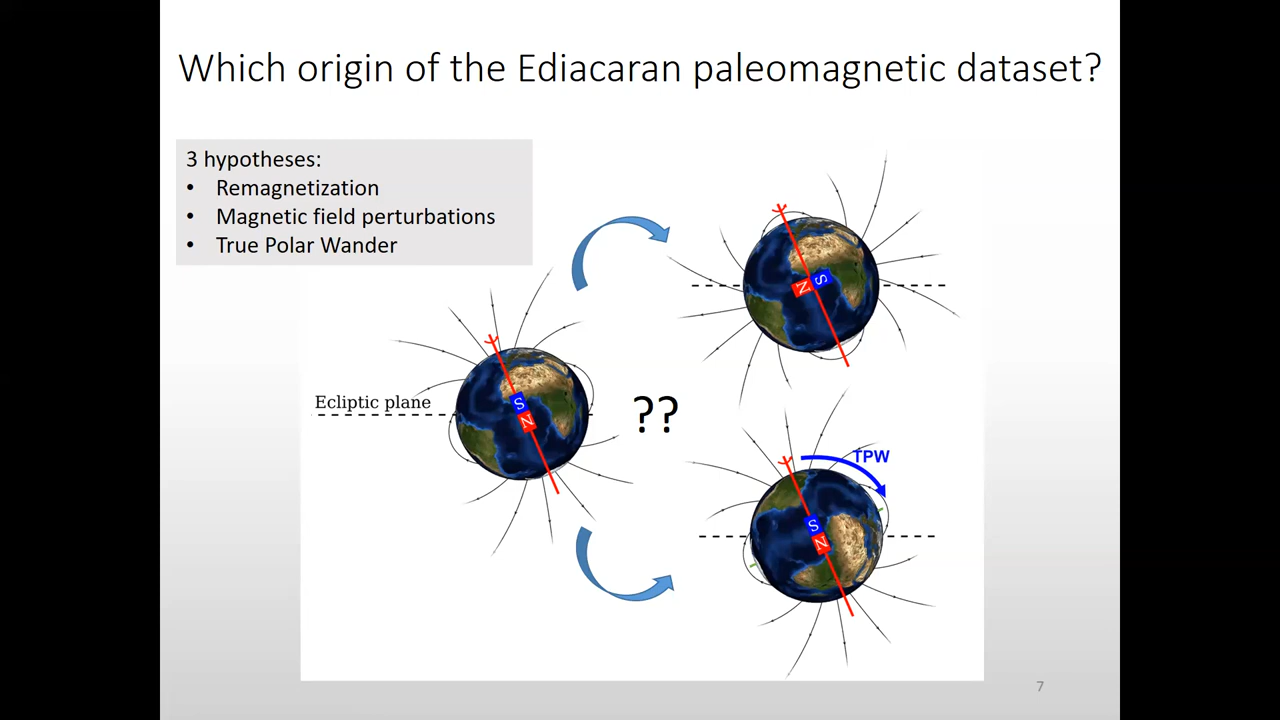 Which origin of the Ediacaran paleomagnetic dataset?
3 hypotheses:
• Remagnetization
• Magnetic field perturbations
• True Polar Wander
N S
Ecliptic plane
S
N
??
TPW
S
N
7